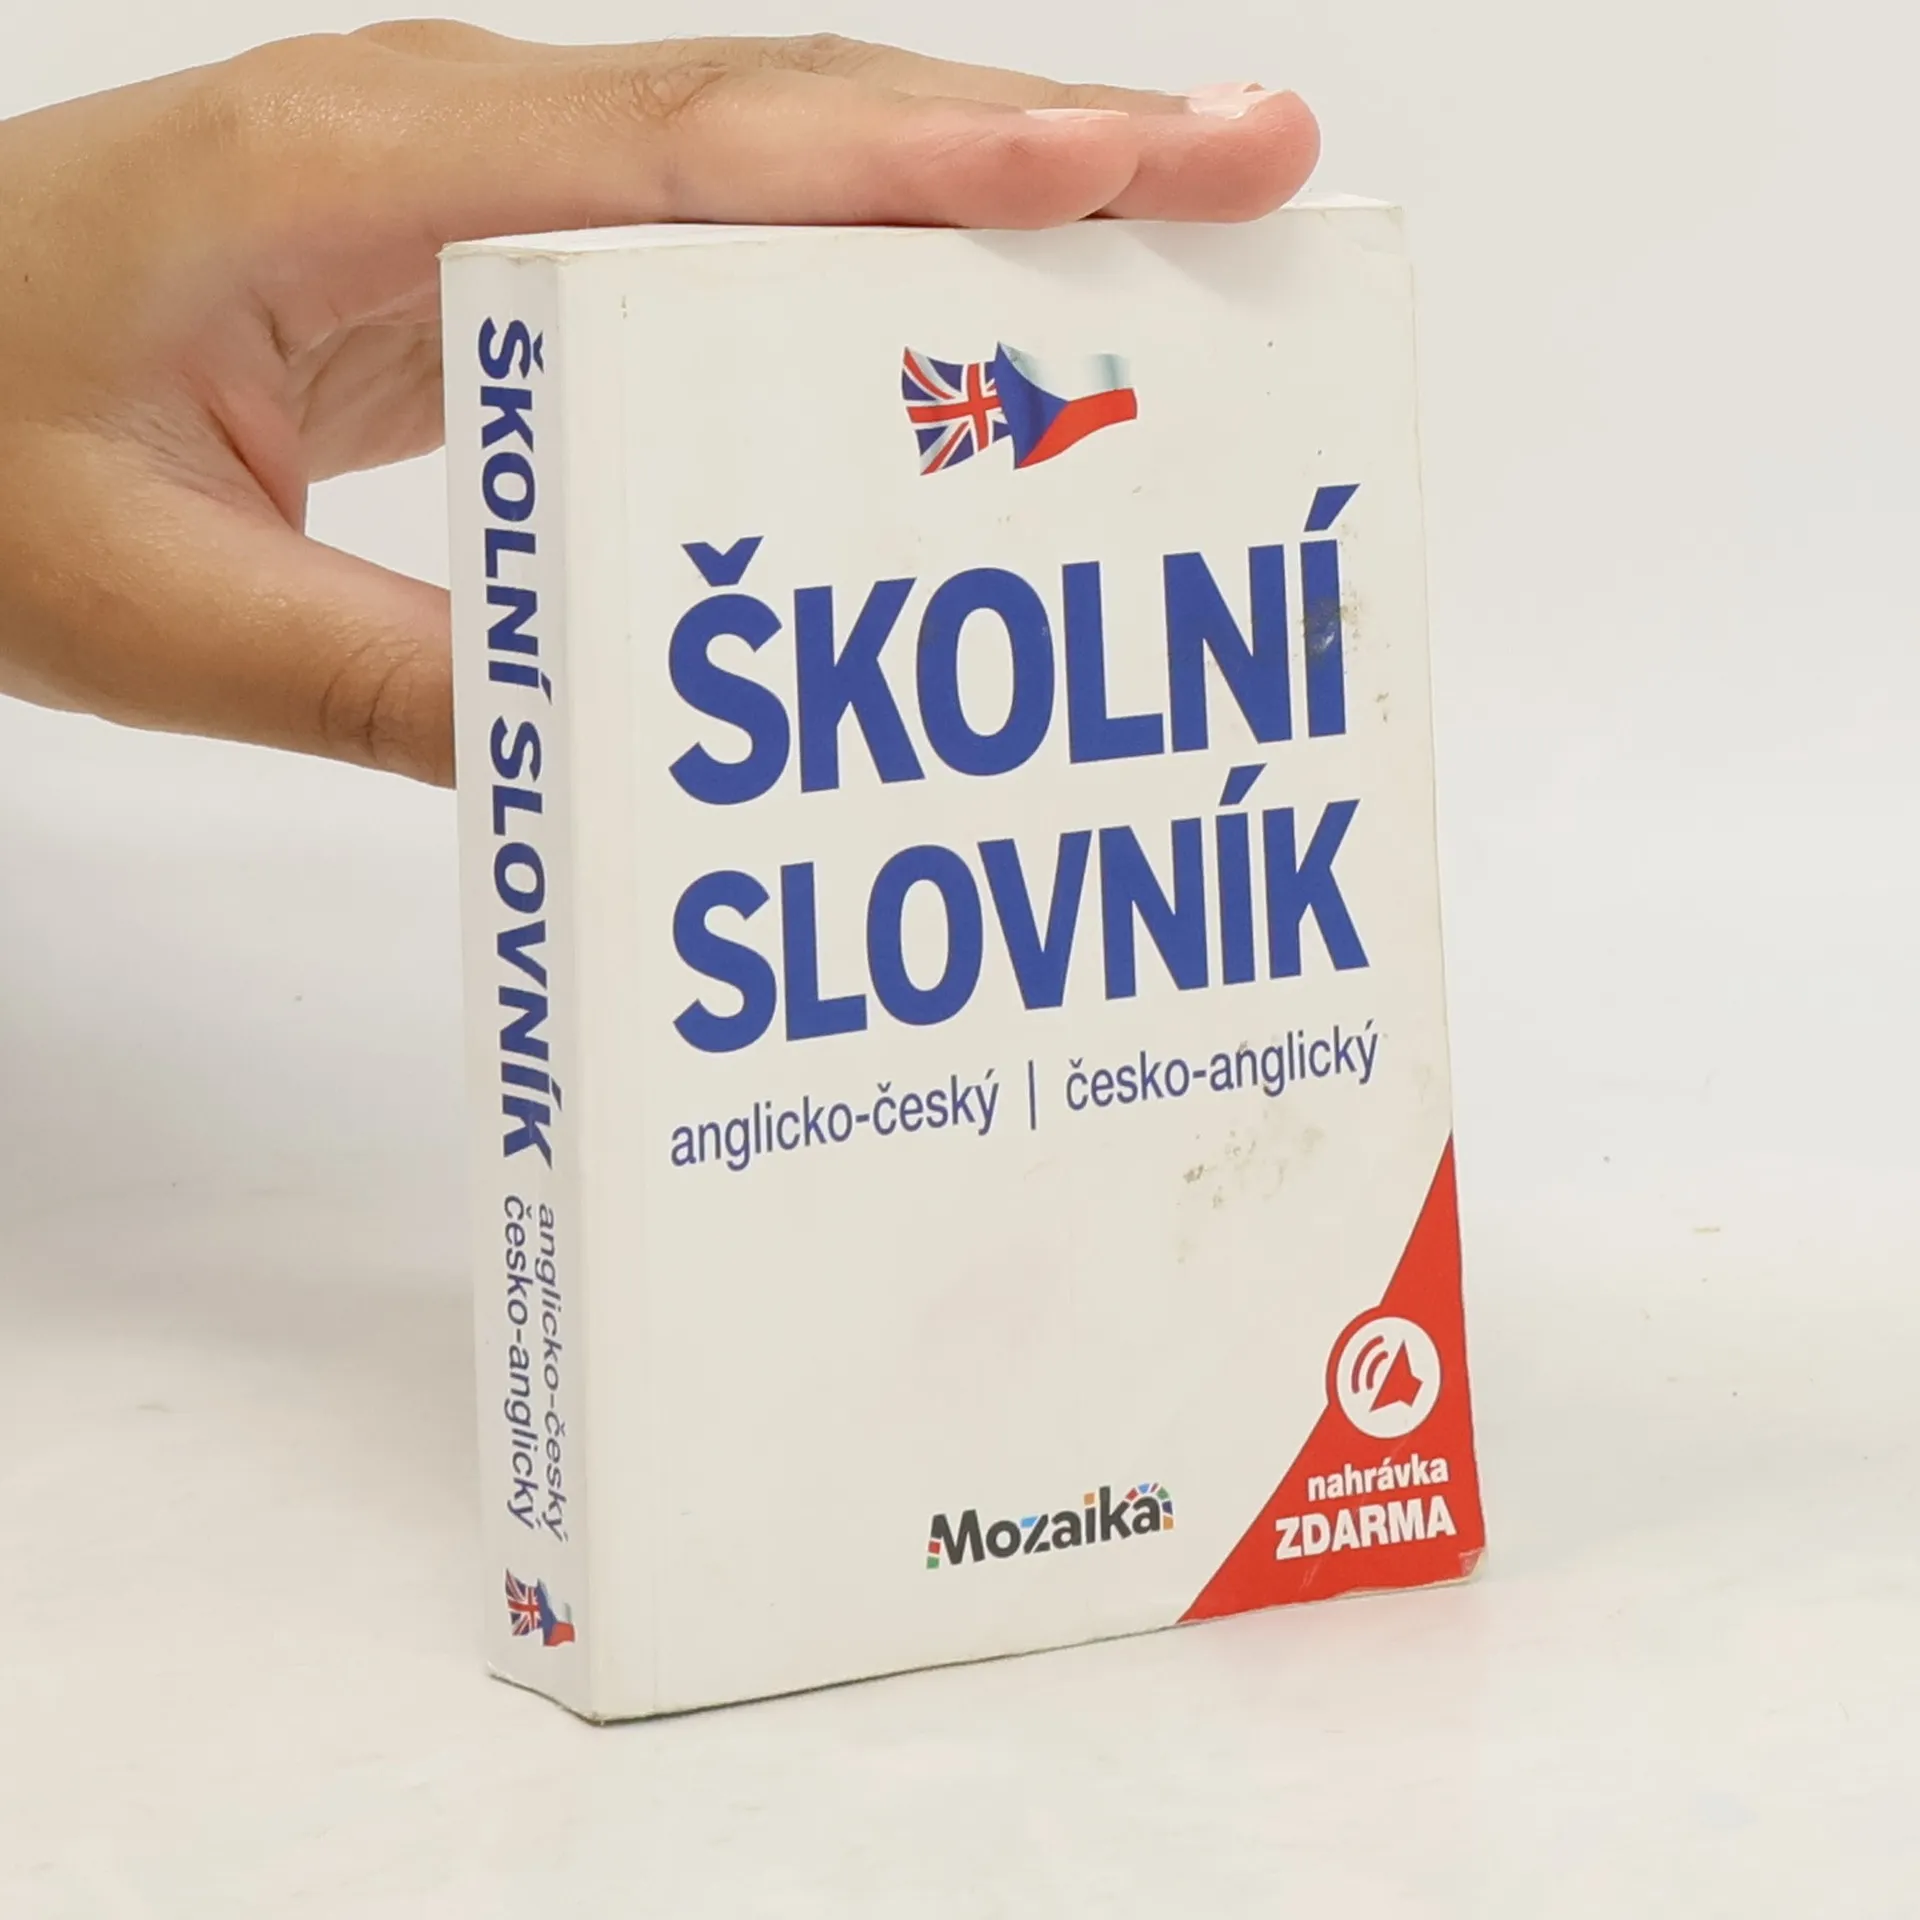 ŠKOLNÍ SLOVNÍK
anglicko-český
česko-anglický
ŠKOLNÍ
SLOVNÍK
anglicko-český | česko-anglický
nahrávka
ZDARMA
Mozaika